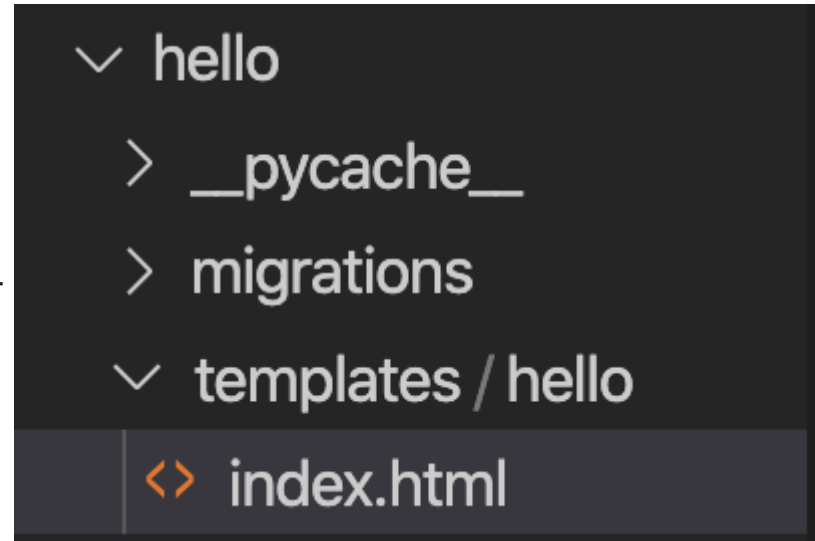 hello
__pycache__
migrations
templates / hello
<> index.html